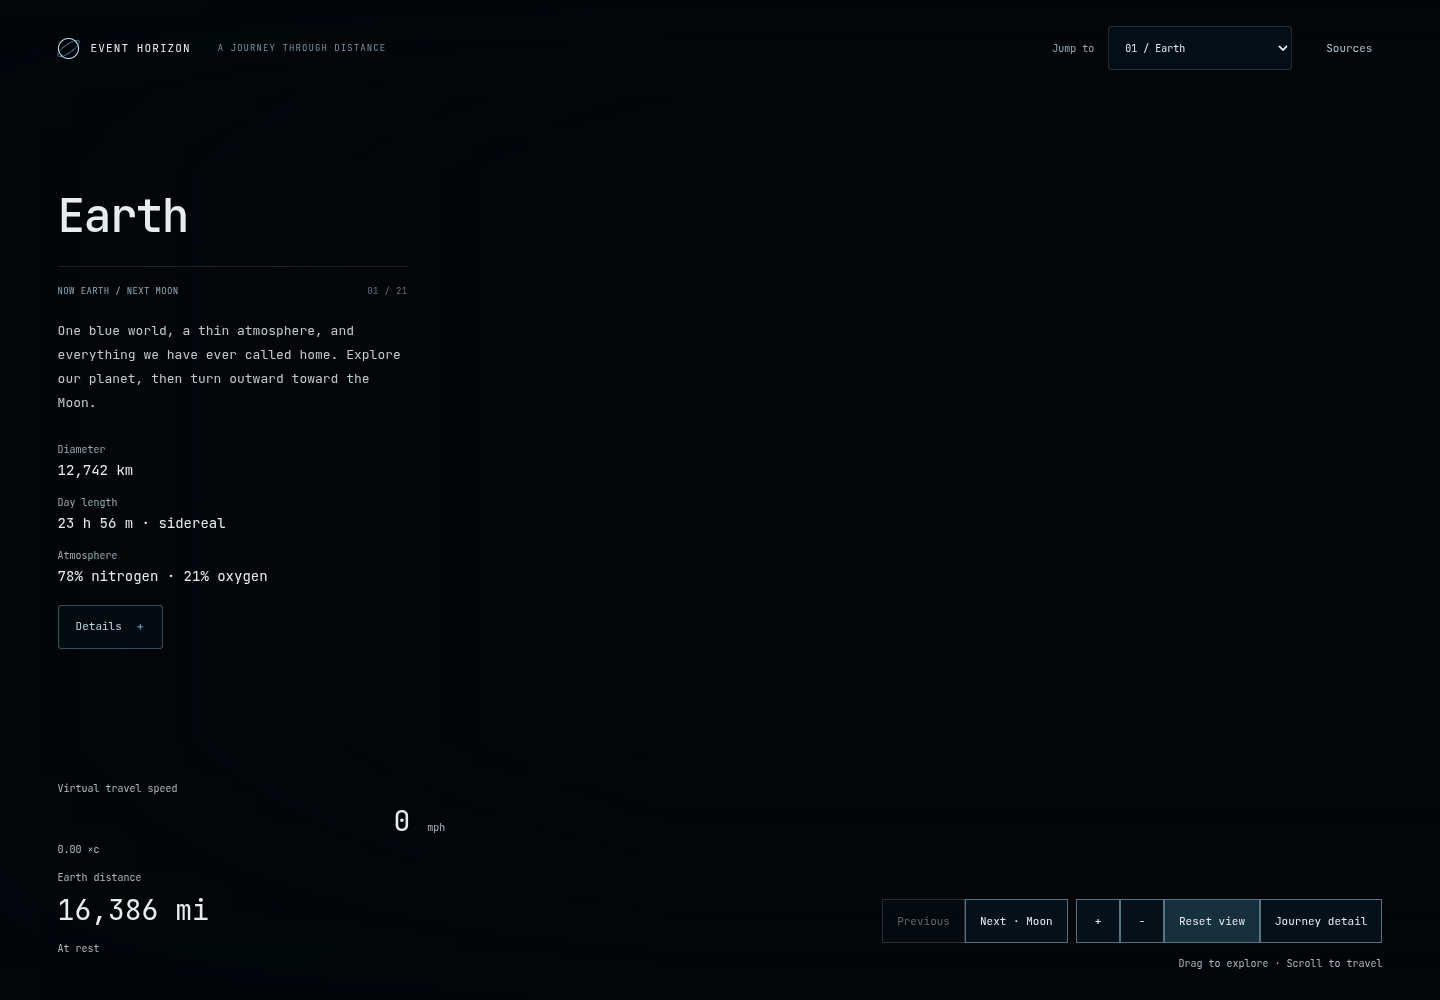 EVENT HORIZON
A JOURNEY THROUGH DISTANCE
Jump to
01 / Earth
Sources
Earth
NOW EARTH / NEXT MOON
01 / 21
One blue world, a thin atmosphere, and
everything we have ever called home. Explore
our planet, then turn outward toward the
Moon.
Diameter
12,742 km
Day length
23 h 56 m · sidereal
Atmosphere
78% nitrogen · 21% oxygen
Details +
Virtual travel speed
0 mph
0.00 ×c
Earth distance
16,386 mi
At rest
Previous
Next · Moon
+
-
Reset view
Journey detail
Drag to explore · Scroll to travel